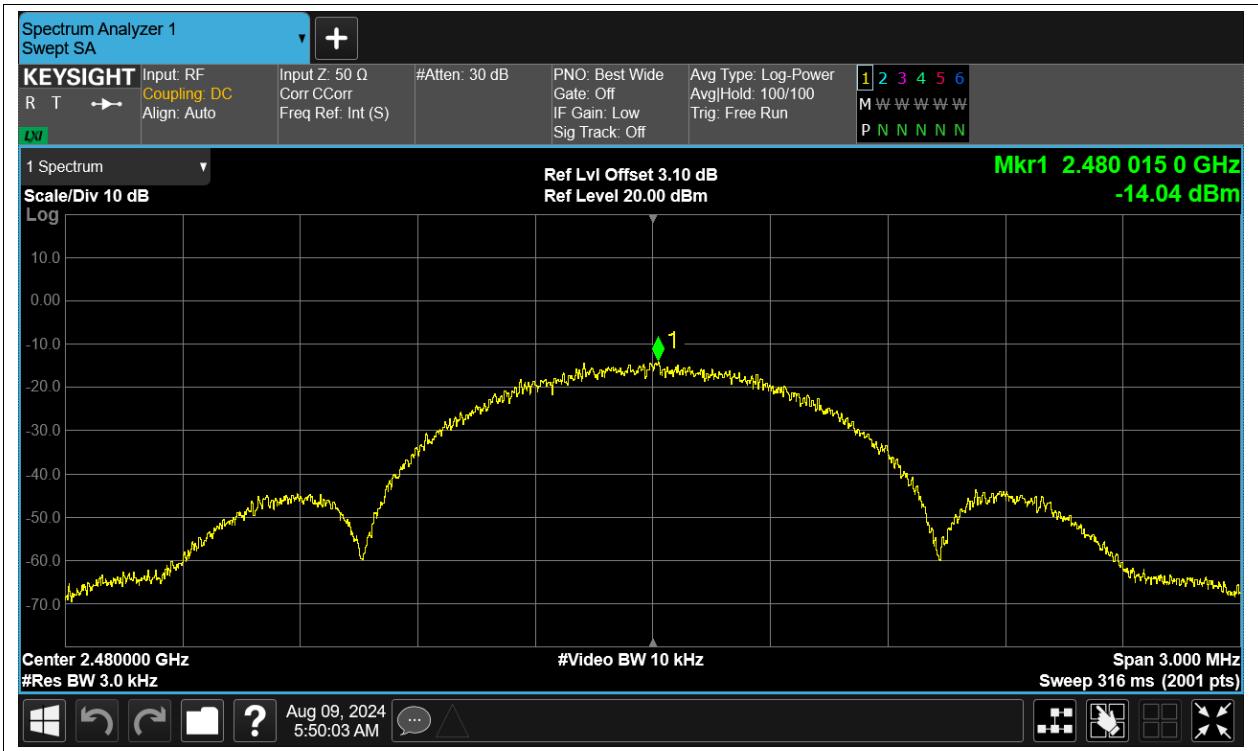 Spectrum Analyzer 1
Swept SA
KEYSIGHT
R T
LXI
Input: RF
Coupling: DC
Align: Auto
Input Z: 50 Ω
Corr CCorr
Freq Ref: Int (S)
#Atten: 30 dB
PNO: Best Wide
Gate: Off
IF Gain: Low
Sig Track: Off
Avg Type: Log-Power
Avg|Hold: 100/100
Trig: Free Run
1 2 3 4 5 6
M W W W W W
P N N N N N
1 Spectrum
Scale/Div 10 dB
Log
Ref Lvl Offset 3.10 dB
Ref Level 20.00 dBm
Mkr1 2.480 015 0 GHz
-14.04 dBm
10.0
0.00
-10.0
-20.0
-30.0
-40.0
-50.0
-60.0
-70.0
1
Center 2.480000 GHz
#Res BW 3.0 kHz
#Video BW 10 kHz
Span 3.000 MHz
Sweep 316 ms (2001 pts)
?
Aug 09, 2024
5:50:03 AM